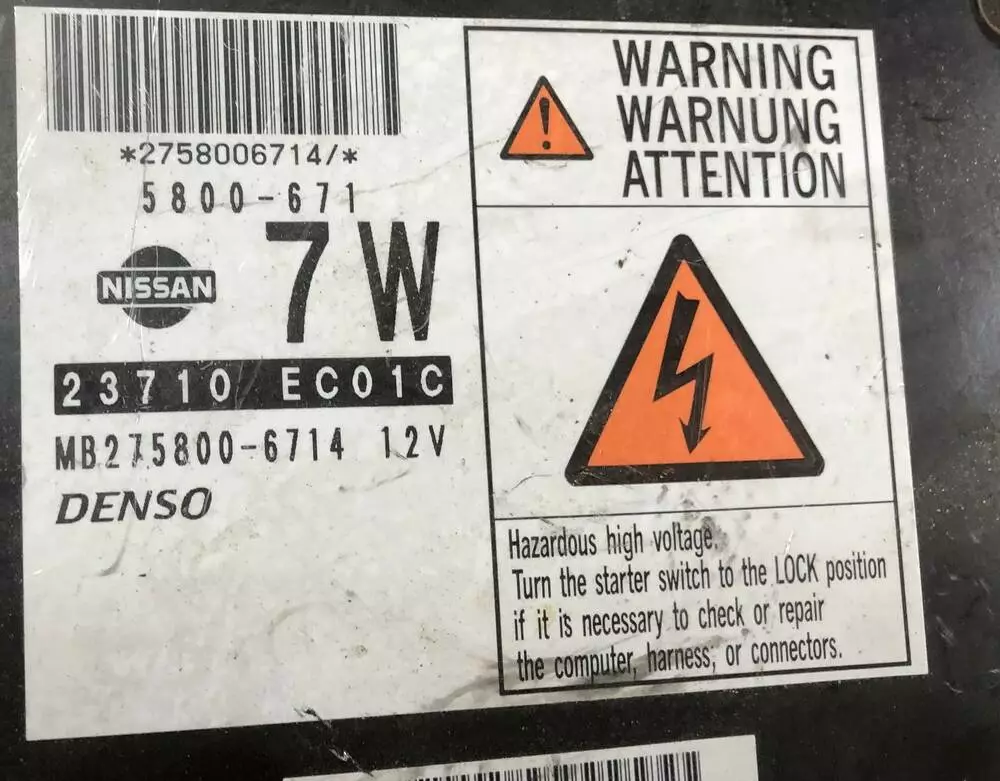 *2758006714/*
5800-671
NISSAN
7W
23710 EC01C
MB275800-6714 12V
DENSO
WARNING
WARNUNG
ATTENTION
Hazardous high voltage.
Turn the starter switch to the LOCK position
if it is necessary to check or repair
the computer, harness, or connectors.